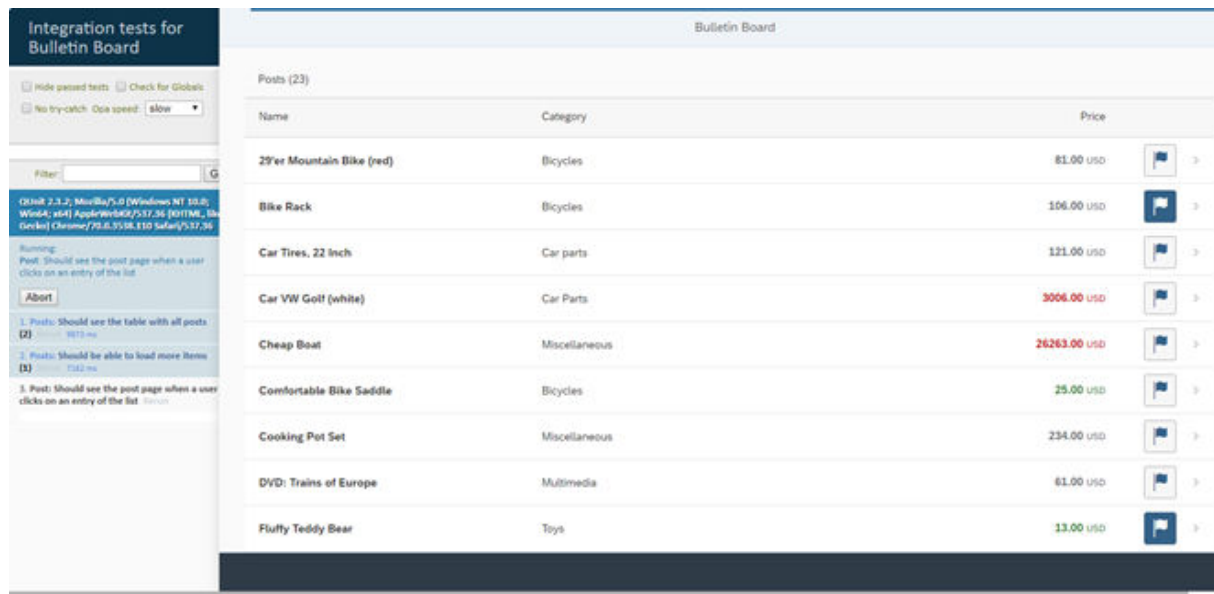 Integration tests for
Bulletin Board
Hide passed tests Check for Globals
No try-catch Opa speed: slow
Filter: G
QUnit 2.3.2; Mozilla/5.0 (Windows NT 10.0;
Win64; x64) AppleWebKit/537.36 (KHTML, like
Gecko) Chrome/70.0.3538.110 Safari/537.36
Running:
Post: Should see the post page when a user
clicks on an entry of the list
Abort
1. Posts: Should see the table with all posts
(2) Rerun
2. Posts: Should be able to load more items
(1) Rerun 7162 ms
3. Post: Should see the post page when a user
clicks on an entry of the list Rerun
Bulletin Board
Posts (23)
Name Category Price
29'er Mountain Bike (red) Bicycles 81.00 USD
Bike Rack Bicycles 106.00 USD
Car Tires, 22 Inch Car parts 121.00 USD
Car VW Golf (white) Car Parts 3006.00 USD
Cheap Boat Miscellaneous 26263.00 USD
Comfortable Bike Saddle Bicycles 25.00 USD
Cooking Pot Set Miscellaneous 234.00 USD
DVD: Trains of Europe Multimedia 61.00 USD
Fluffy Teddy Bear Toys 13.00 USD